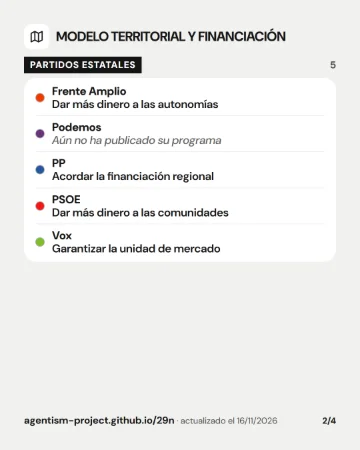 MODELO TERRITORIAL Y FINANCIACIÓN
PARTIDOS ESTATALES 5
Frente Amplio
Dar más dinero a las autonomías
Podemos
Aún no ha publicado su programa
PP
Acordar la financiación regional
PSOE
Dar más dinero a las comunidades
Vox
Garantizar la unidad de mercado
agentism-project.github.io/29n · actualizado el 16/11/2026 2/4